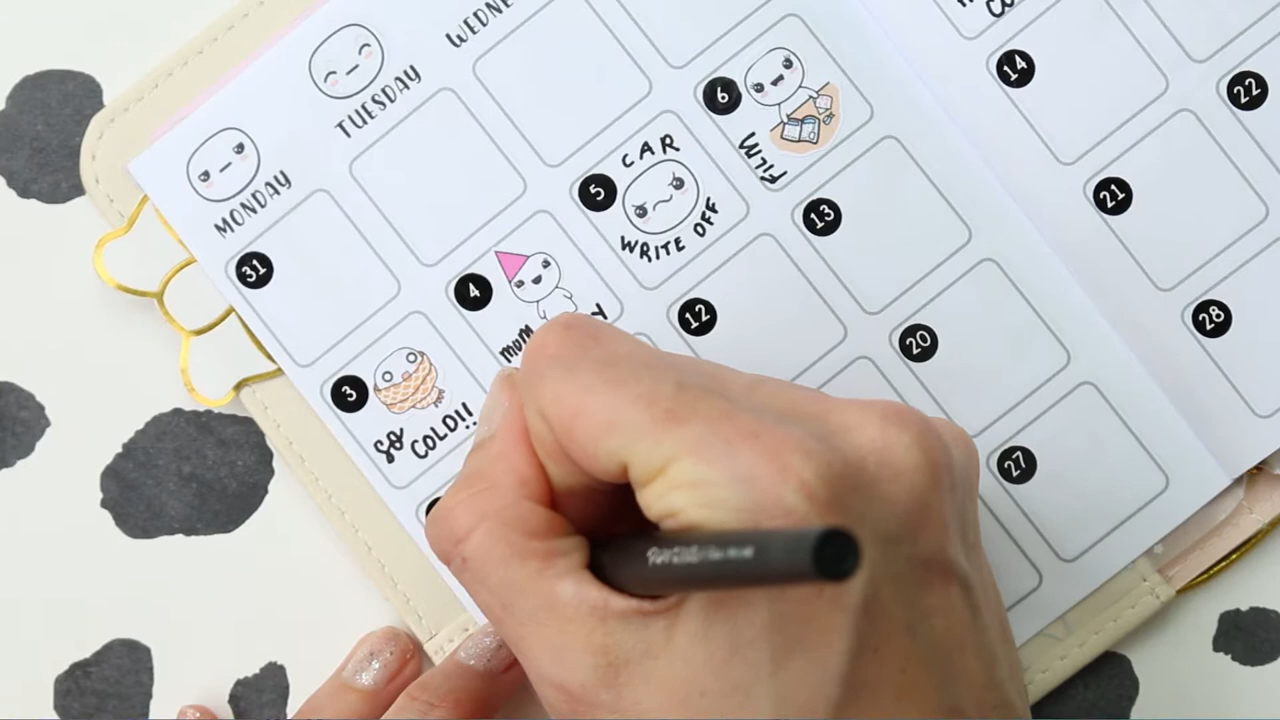 MONDAY
TUESDAY
WEDNE
31
3
SO
COLD!!
4
MUM
5
CAR
WRITE OFF
6
FILM
12
13
14
20
21
22
27
28